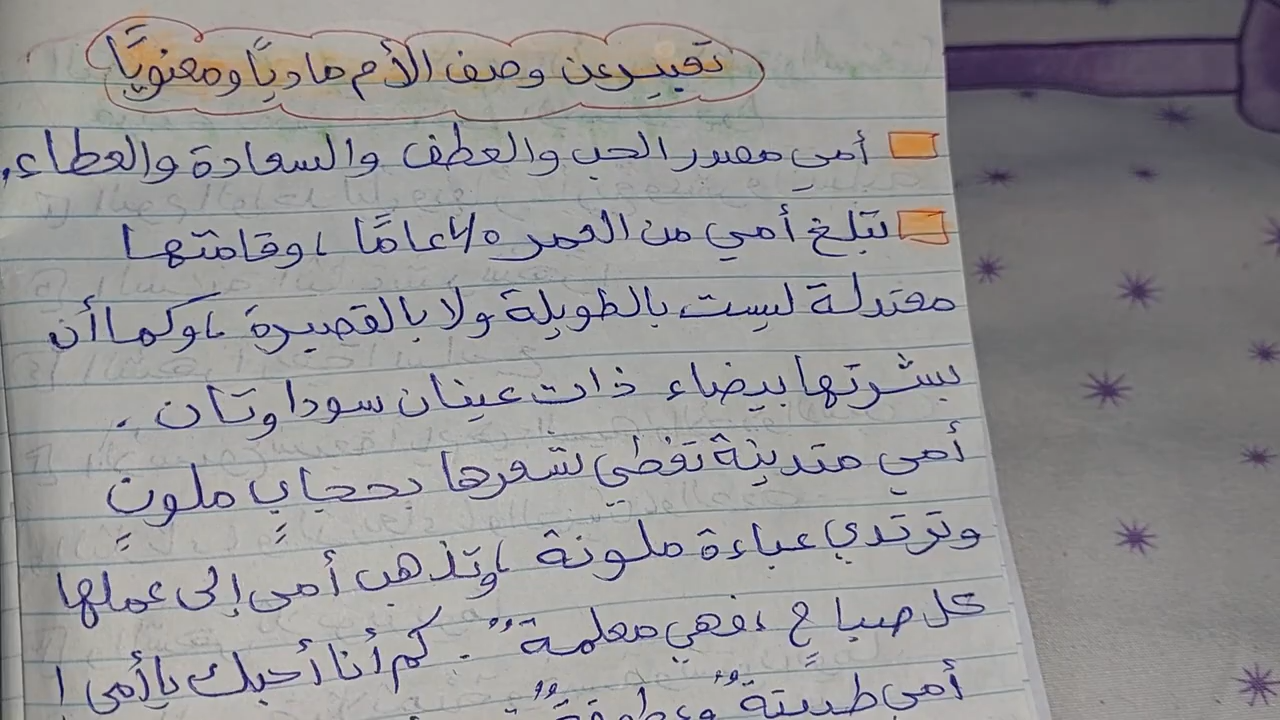 تعبير عن وصف الأم ماديًا ومعنويًا
أمي مصدر الحب والعطف والسعادة والعطاء.
تبلغ أمي من العمر ٤٠ عامًا، وقامتها
معتدلة ليست بالطويلة ولا بالقصيرة، وكما أن
بشرتها بيضاء ذات عينان سوداوتان.
أمي متدينة تغطي شعرها بحجابٍ ملونٍ
وترتدي عباءة ملونة، وتذهب أمي إلى عملها
كل صباحٍ، فهي معلمةٌ. كم أنا أحبك يا أمي!
أمي طيبةٌ وعطوفةٌ